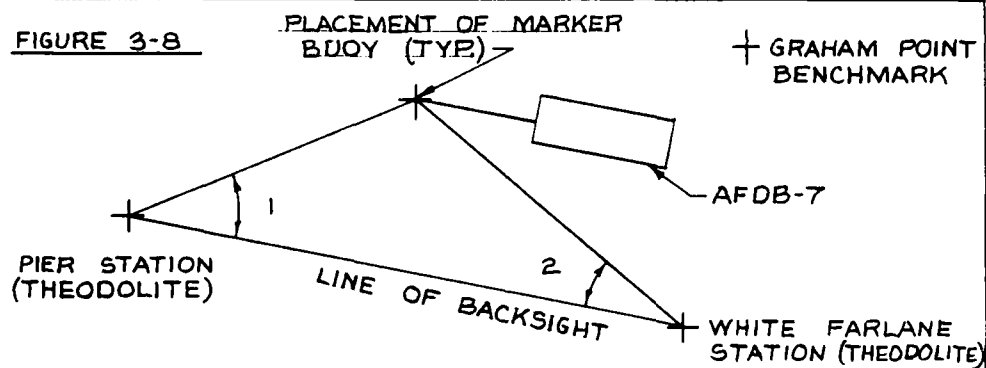 FIGURE 3-8
PLACEMENT OF MARKER
BUOY (TYP.)
GRAHAM POINT
BENCHMARK
AFDB-7
1
PIER STATION
(THEODOLITE)
2
LINE OF BACKSIGHT
WHITE FARLANE
STATION (THEODOLITE)